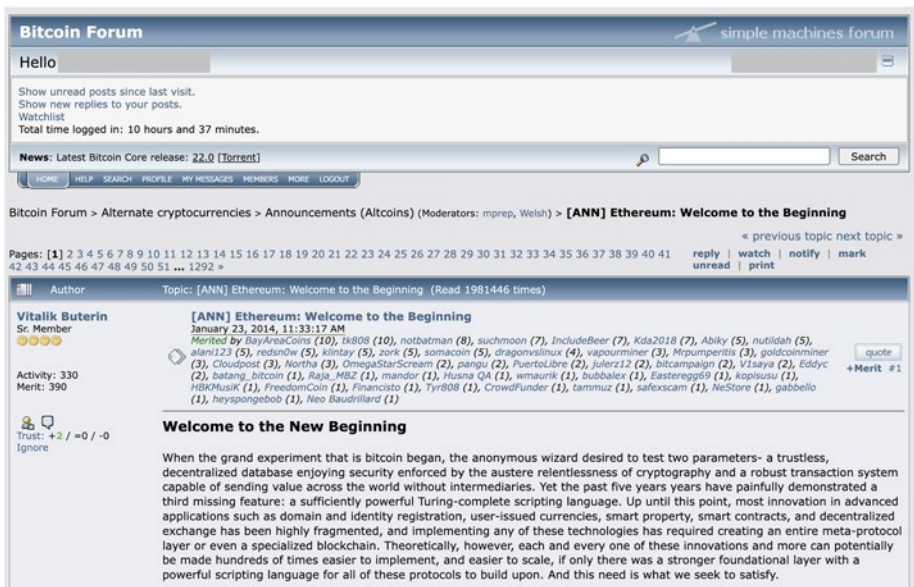 Bitcoin Forum
simple machines forum
Hello
Show unread posts since last visit.
Show new replies to your posts.
Watchlist
Total time logged in: 10 hours and 37 minutes.
News: Latest Bitcoin Core release: 22.0 [Torrent]
Search
HOME HELP SEARCH PROFILE MY MESSAGES MEMBERS MORE LOGOUT
Bitcoin Forum > Alternate cryptocurrencies > Announcements (Altcoins) (Moderators: mprep, Welsh) > [ANN] Ethereum: Welcome to the Beginning
« previous topic next topic »
Pages: [1] 2 3 4 5 6 7 8 9 10 11 12 13 14 15 16 17 18 19 20 21 22 23 24 25 26 27 28 29 30 31 32 33 34 35 36 37 38 39 40 41
42 43 44 45 46 47 48 49 50 51 ... 1292 »
reply | watch | notify | mark
unread | print
Author
Topic: [ANN] Ethereum: Welcome to the Beginning (Read 1981446 times)
Vitalik Buterin
Sr. Member
Activity: 330
Merit: 390
Trust: +2 / =0 / -0
Ignore
[ANN] Ethereum: Welcome to the Beginning
January 23, 2014, 11:33:17 AM
Merited by BayAreaCoins (10), tk808 (10), notbatman (8), suchmoon (7), IncludeBeer (7), Kda2018 (7), Abiky (5), nutildah (5),
alani123 (5), redsn0w (5), klintay (5), zork (5), somacoin (5), dragonvslinux (4), vapourminer (3), Mrpumperitis (3), goldcoinminer
(3), Cloudpost (3), Northa (3), OmegaStarScream (2), pangu (2), PuertoLibre (2), julerz12 (2), bitcampaign (2), V1saya (2), Eddyc
(2), batang_bitcoin (1), Raja_MBZ (1), mandor (1), Husna QA (1), wmaurik (1), bubbalex (1), Easteregg69 (1), kopisusu (1),
HBKMusiK (1), FreedomCoin (1), Financisto (1), Tyr808 (1), CrowdFunder (1), tammuz (1), safexscam (1), NeStore (1), gabbello
(1), heyspongebob (1), Neo Baudrillard (1)
quote
+Merit #1
Welcome to the New Beginning
When the grand experiment that is bitcoin began, the anonymous wizard desired to test two parameters- a trustless,
decentralized database enjoying security enforced by the austere relentlessness of cryptography and a robust transaction system
capable of sending value across the world without intermediaries. Yet the past five years years have painfully demonstrated a
third missing feature: a sufficiently powerful Turing-complete scripting language. Up until this point, most innovation in advanced
applications such as domain and identity registration, user-issued currencies, smart property, smart contracts, and decentralized
exchange has been highly fragmented, and implementing any of these technologies has required creating an entire meta-protocol
layer or even a specialized blockchain. Theoretically, however, each and every one of these innovations and more can potentially
be made hundreds of times easier to implement, and easier to scale, if only there was a stronger foundational layer with a
powerful scripting language for all of these protocols to build upon. And this need is what we seek to satisfy.